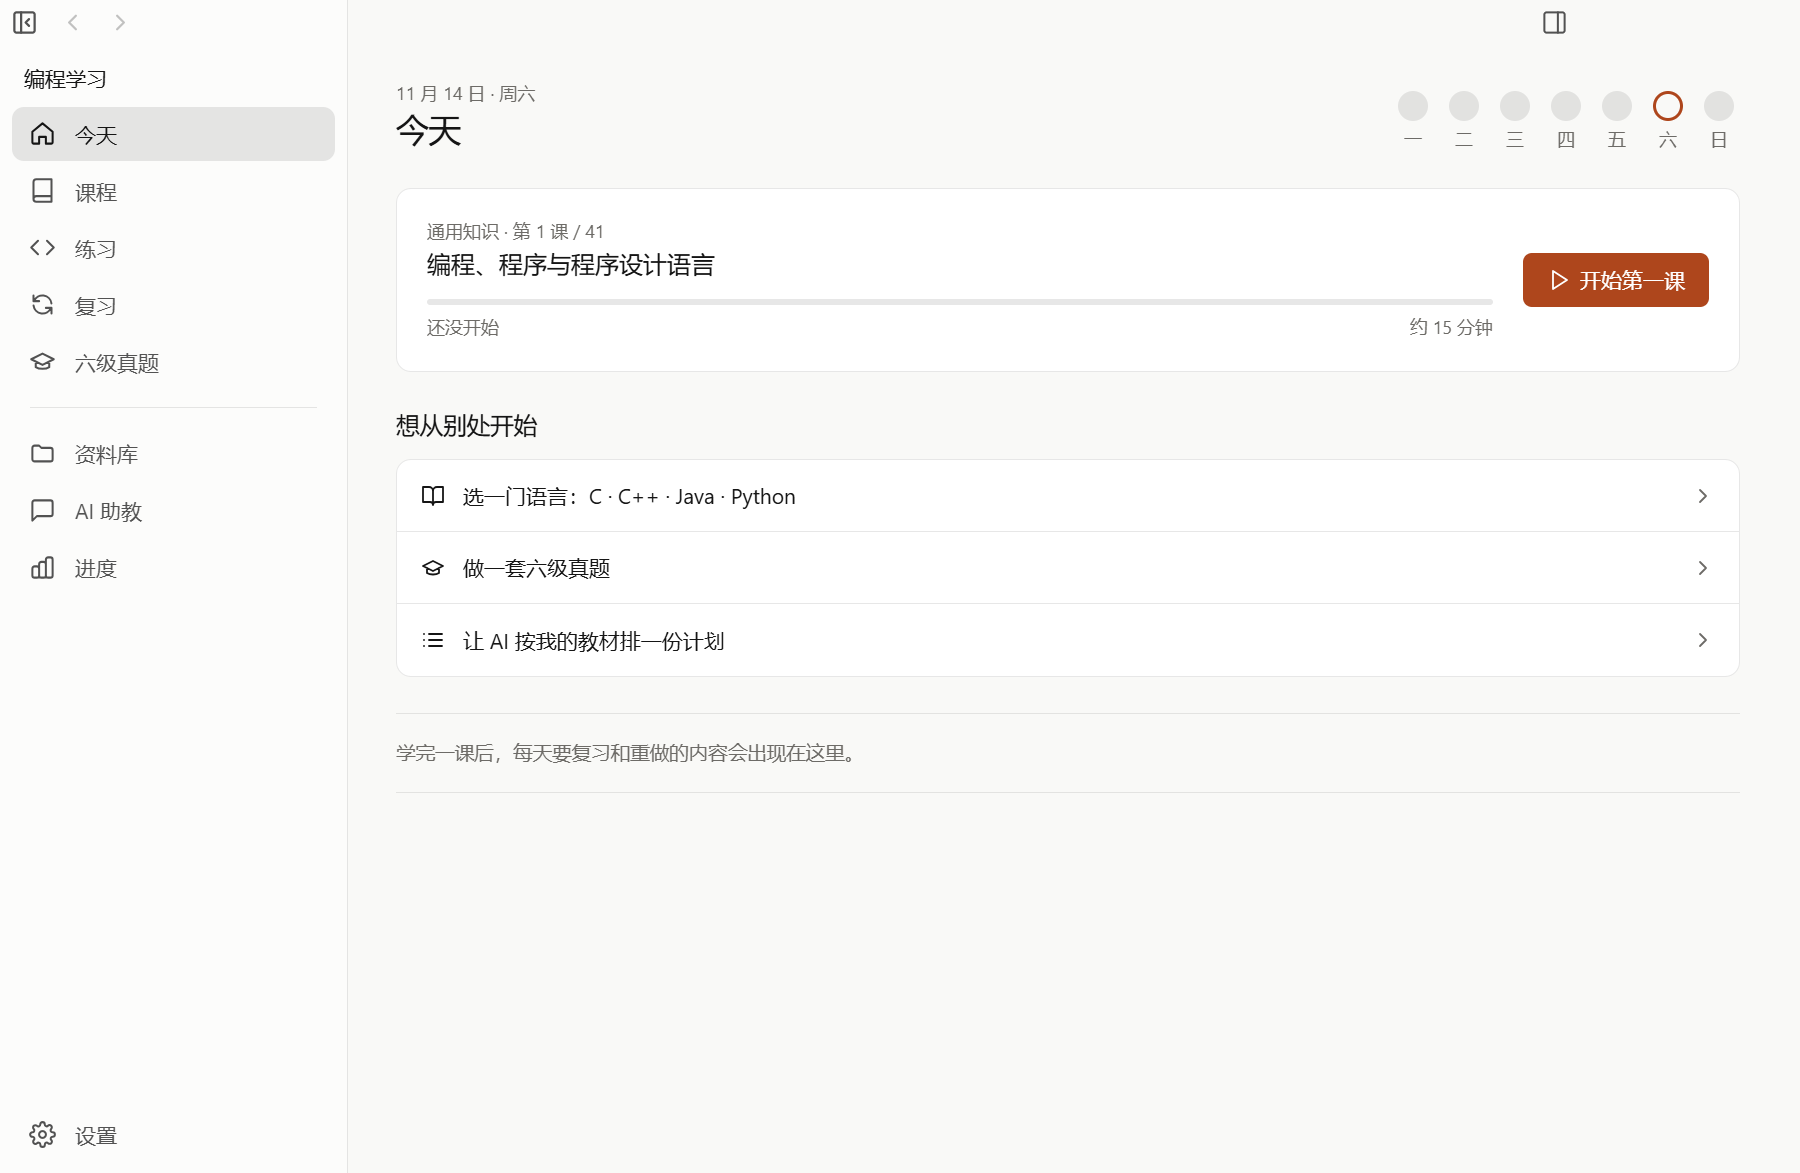 编程学习
今天
课程
练习
复习
六级真题
资料库
AI 助教
进度
设置
11 月 14 日 · 周六
今天
一 二 三 四 五 六 日
通用知识 · 第 1 课 / 41
编程、程序与程序设计语言
还没开始
约 15 分钟
开始第一课
想从别处开始
选一门语言：C · C++ · Java · Python
做一套六级真题
让 AI 按我的教材排一份计划
学完一课后，每天要复习和重做的内容会出现在这里。